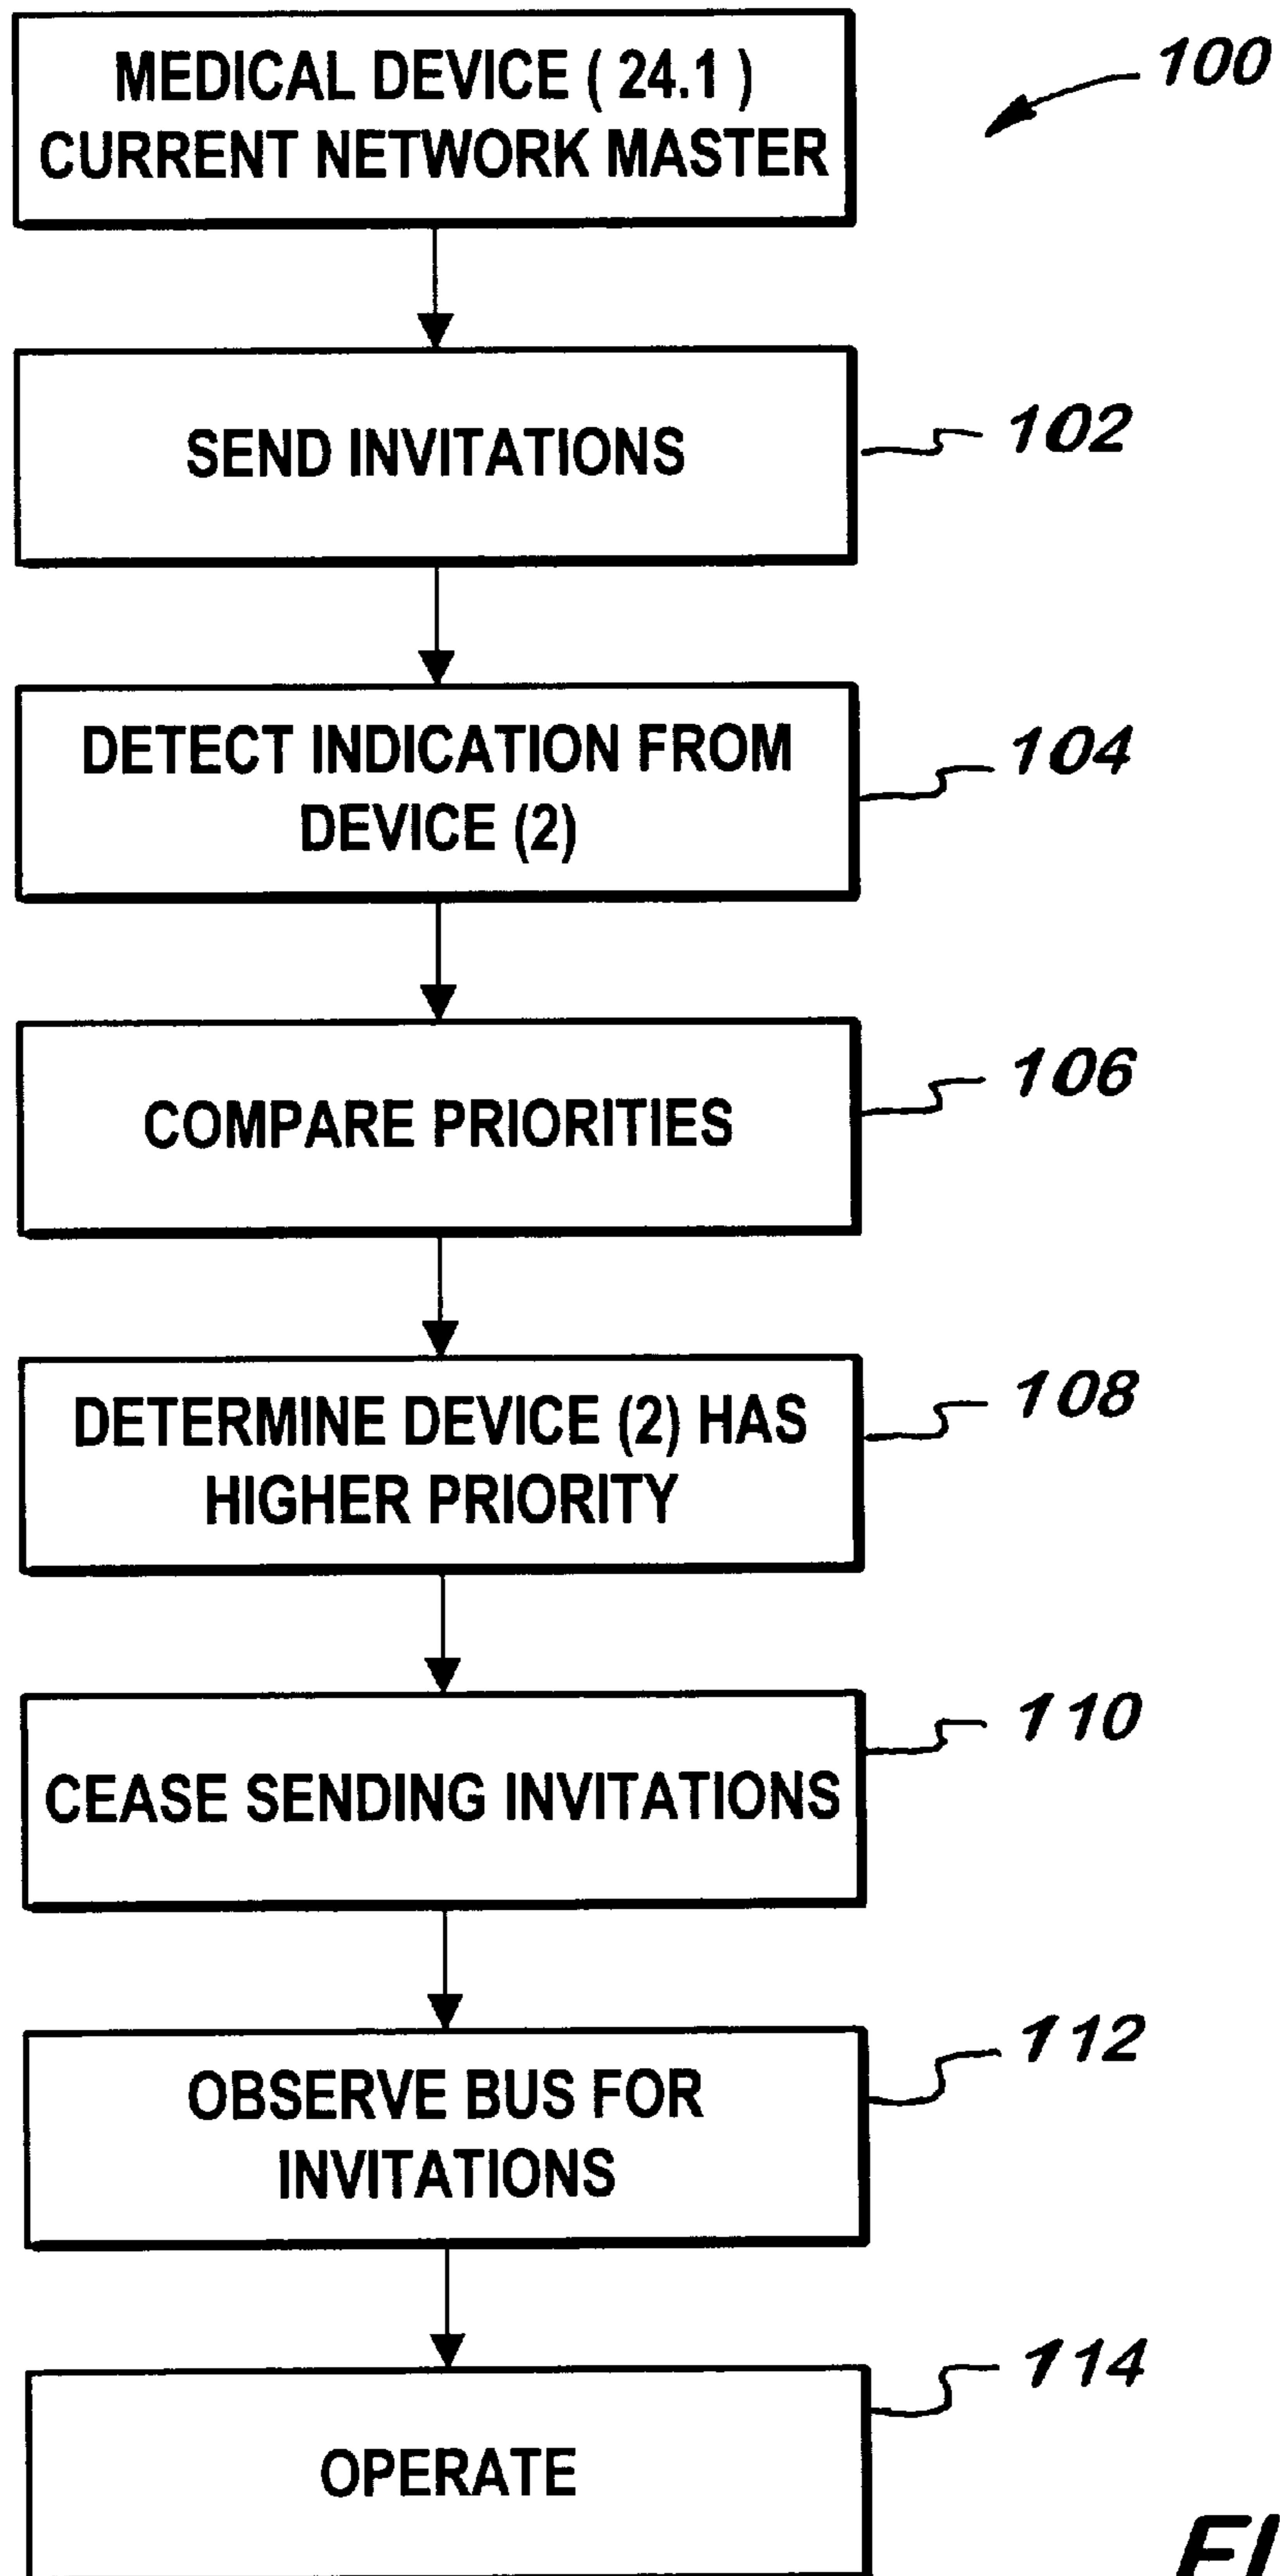 MEDICAL DEVICE ( 24.1 )
CURRENT NETWORK MASTER
100
SEND INVITATIONS
102
DETECT INDICATION FROM
DEVICE (2)
104
COMPARE PRIORITIES
106
DETERMINE DEVICE (2) HAS
HIGHER PRIORITY
108
CEASE SENDING INVITATIONS
110
OBSERVE BUS FOR
INVITATIONS
112
OPERATE
114